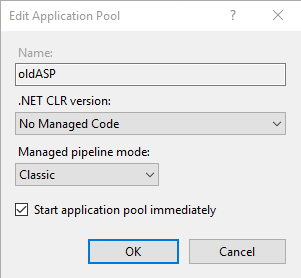 Edit Application Pool
?
Name:
oldASP
.NET CLR version:
No Managed Code
Managed pipeline mode:
Classic
Start application pool immediately
OK Cancel